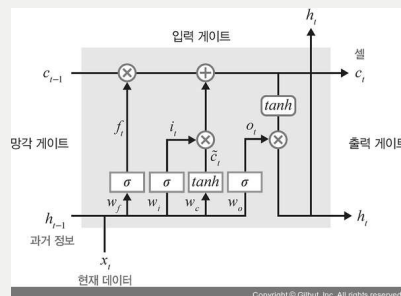 h_t
입력 게이트
셀
c_{t-1}
c_t
tanh
f_t
i_t
o_t
망각 게이트
출력 게이트
c̃_t
σ
σ
tanh
σ
w_f
w_i
w_c
w_o
h_{t-1}
h_t
과거 정보
x_t
현재 데이터
Copyright © Gilbut, Inc. All rights reserved